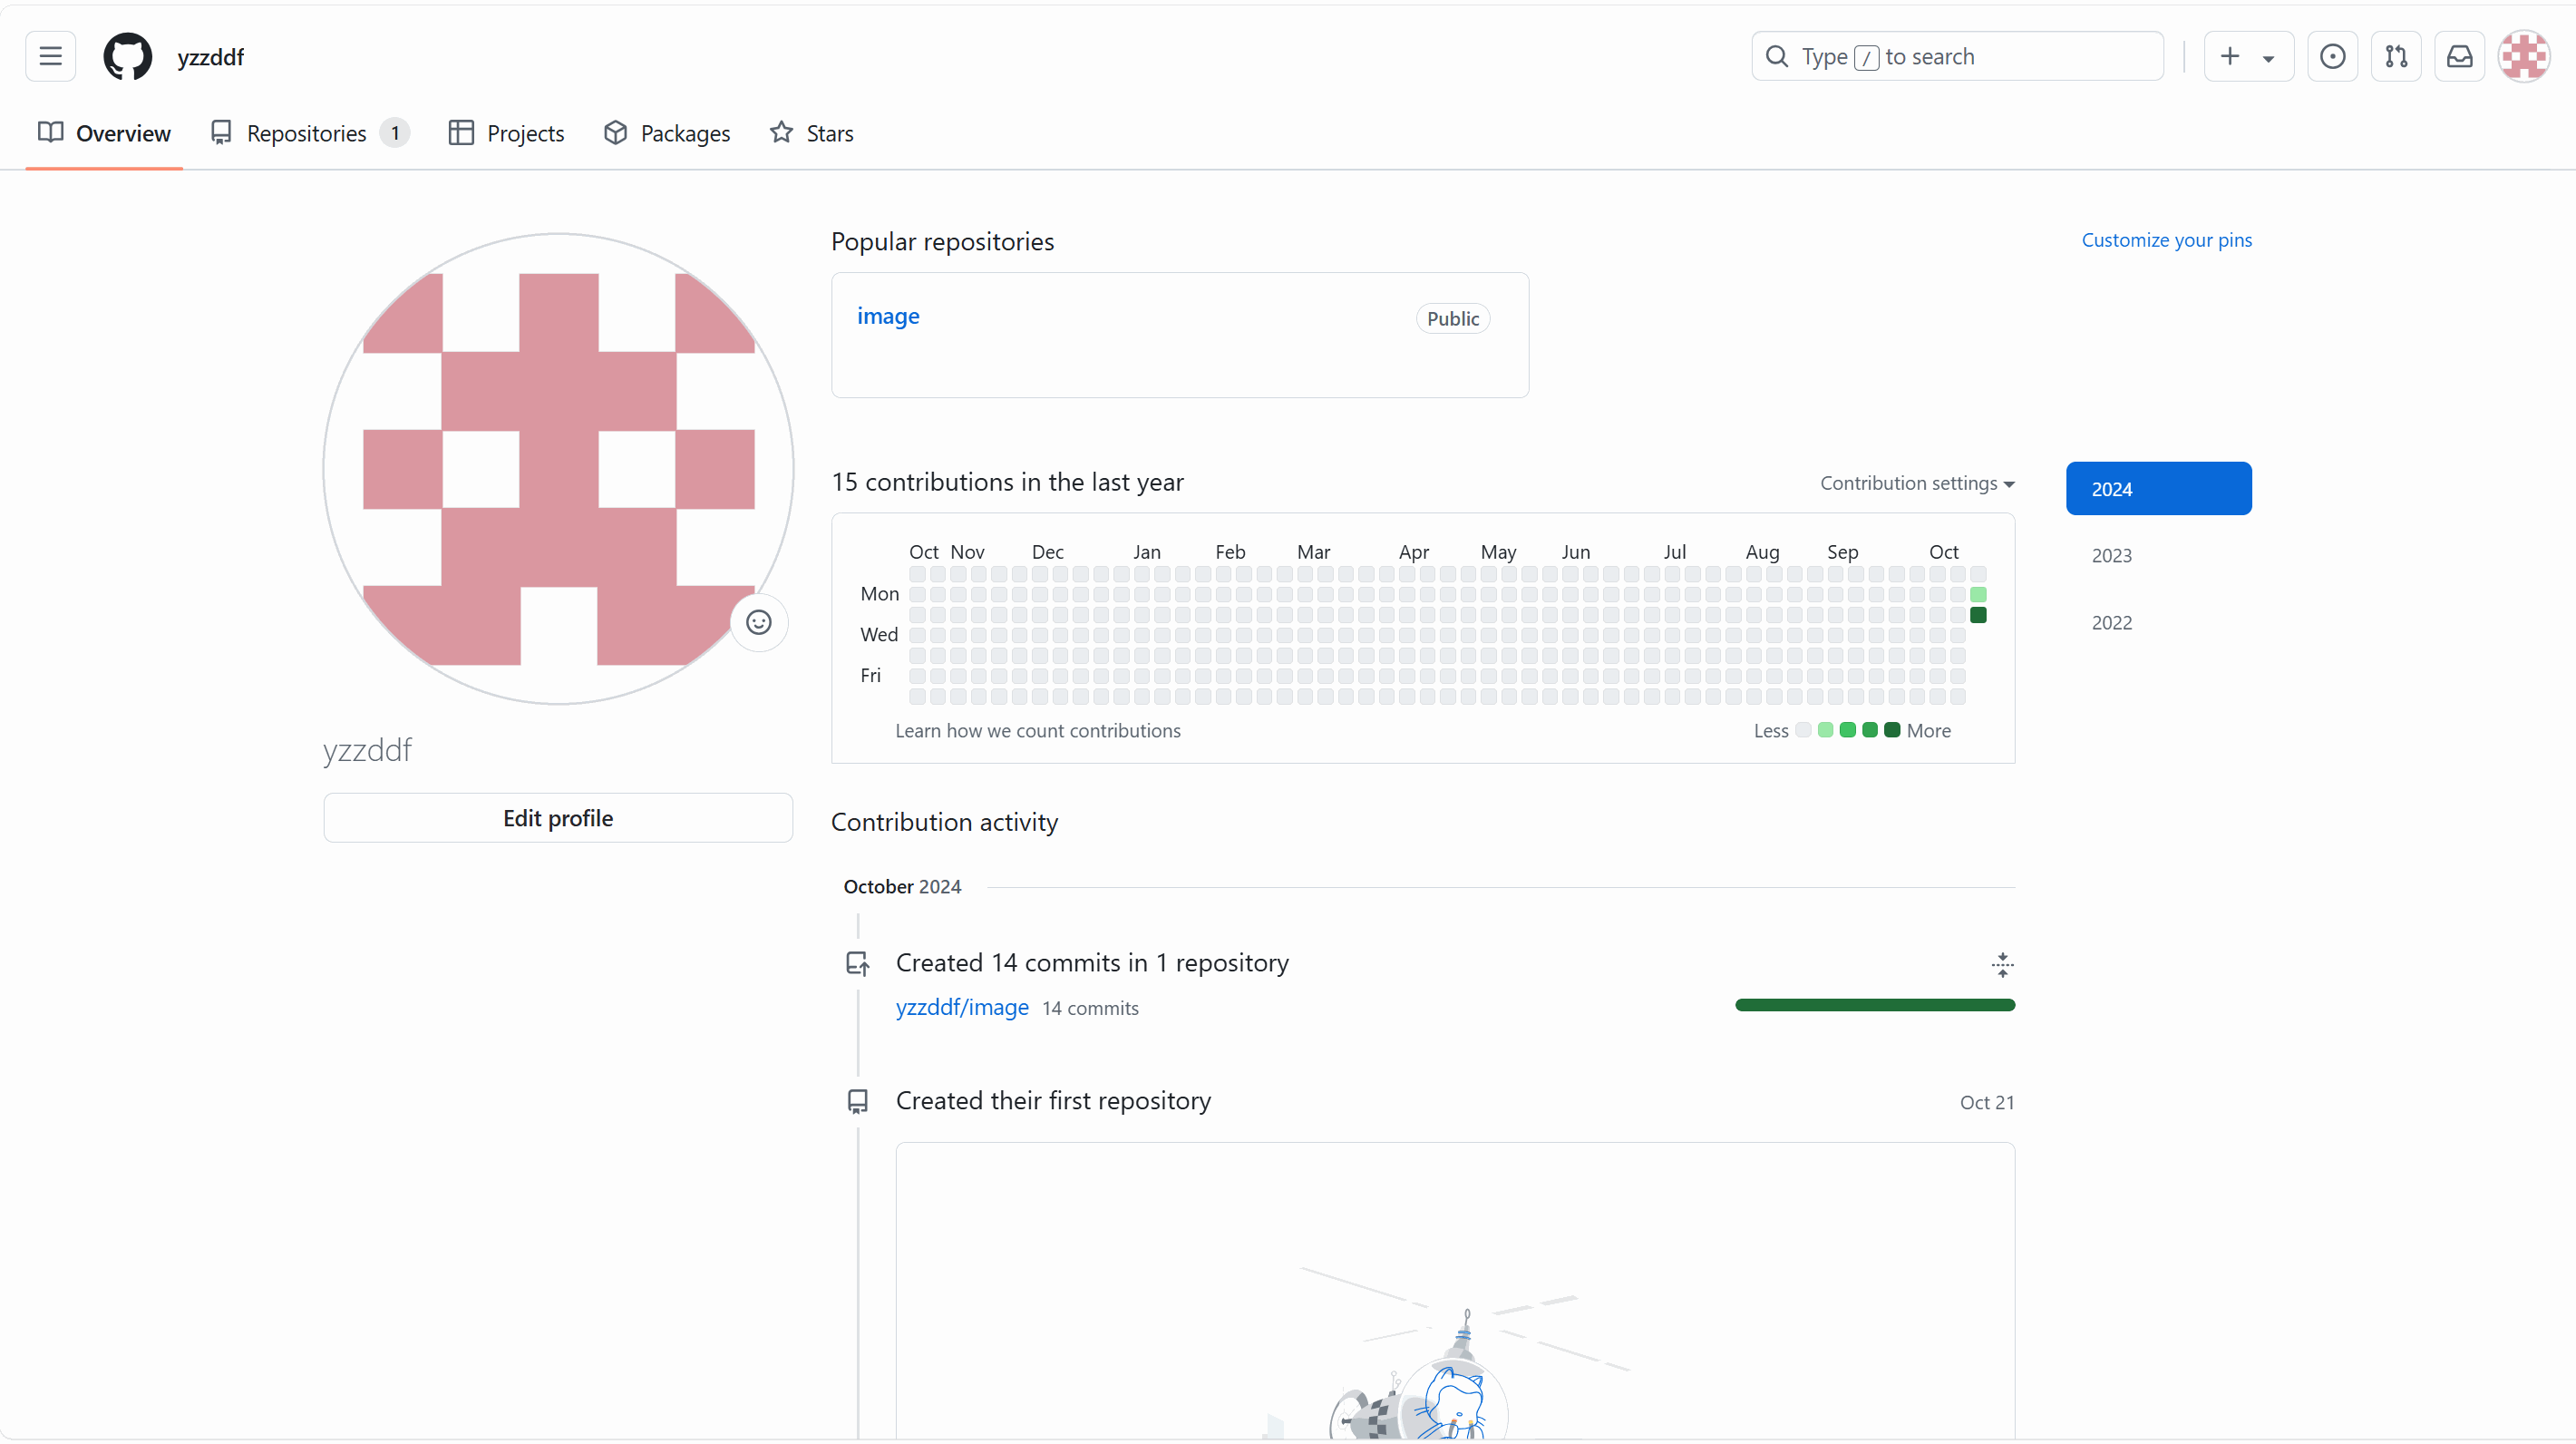 yzzddf
Type / to search
Overview Repositories 1 Projects Packages Stars
Popular repositories
Customize your pins
image Public
15 contributions in the last year
Contribution settings
2024
2023
2022
Oct Nov Dec Jan Feb Mar Apr May Jun Jul Aug Sep Oct
Mon
Wed
Fri
Learn how we count contributions
Less More
yzzddf
Edit profile
Contribution activity
October 2024
Created 14 commits in 1 repository
yzzddf/image 14 commits
Created their first repository
Oct 21